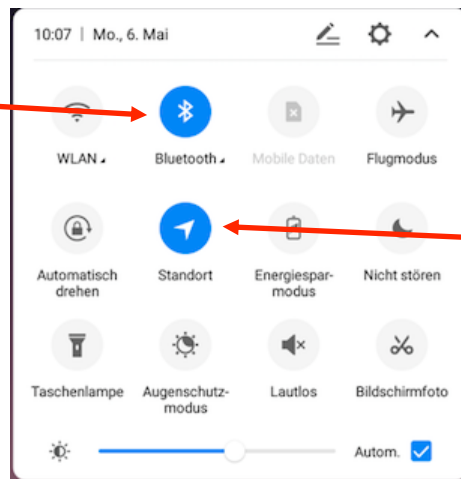 10:07 | Mo., 6. Mai
WLAN Bluetooth Mobile Daten Flugmodus
Automatisch Standort Energiespar- Nicht stören
drehen modus
Taschenlampe Augenschutz- Lautlos Bildschirmfoto
modus
Autom.